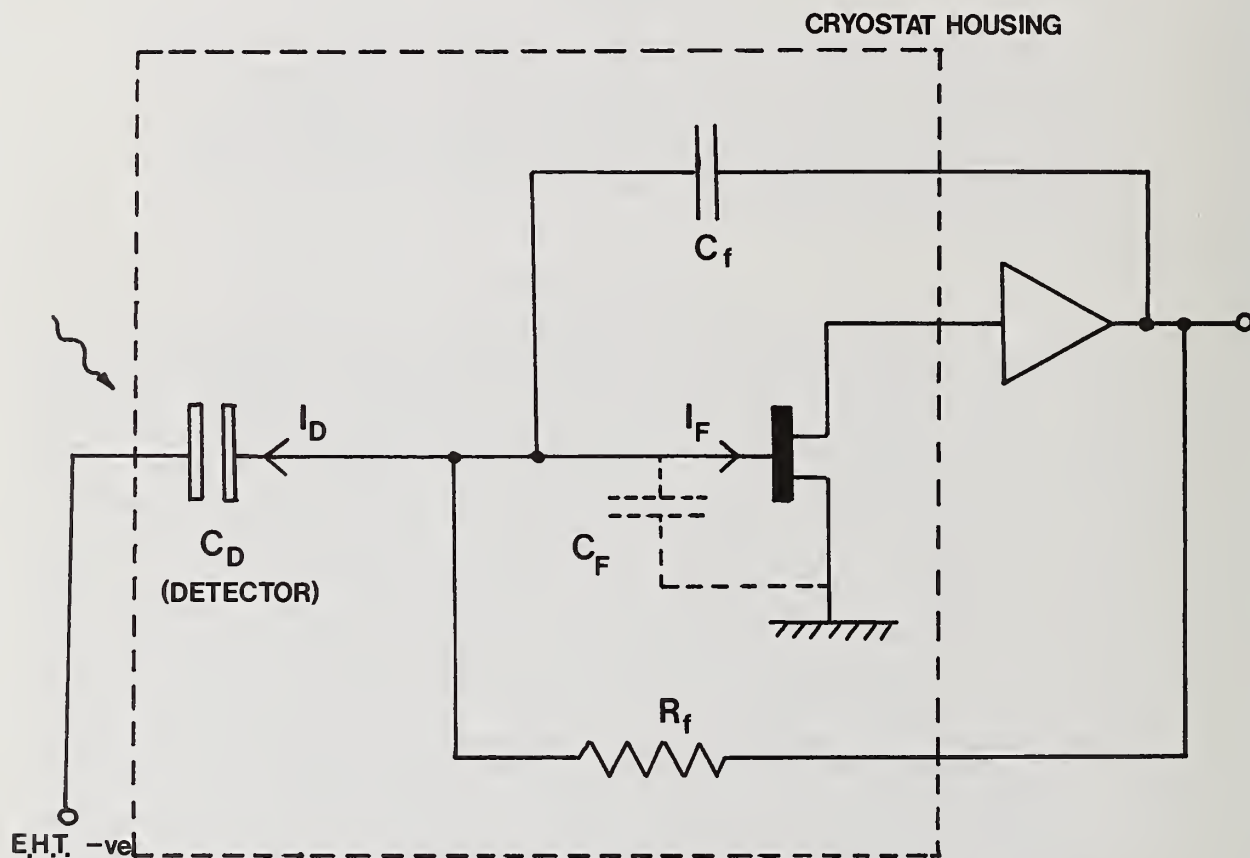 CRYOSTAT HOUSING
C_f
I_D
I_F
C_D
(DETECTOR)
C_F
R_f
E.H.T. -ve